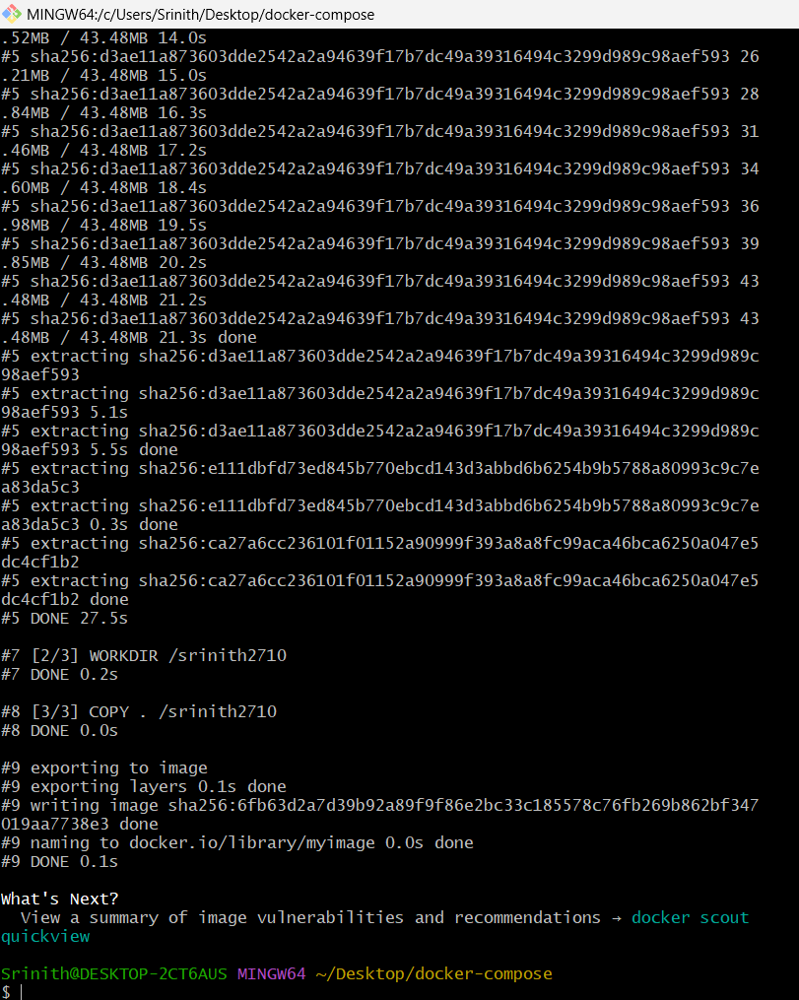 MINGW64:/c/Users/Srinith/Desktop/docker-compose
.52MB / 43.48MB 14.0s
#5 sha256:d3ae11a873603dde2542a2a94639f17b7dc49a39316494c3299d989c98aef593 26
.21MB / 43.48MB 15.0s
#5 sha256:d3ae11a873603dde2542a2a94639f17b7dc49a39316494c3299d989c98aef593 28
.84MB / 43.48MB 16.3s
#5 sha256:d3ae11a873603dde2542a2a94639f17b7dc49a39316494c3299d989c98aef593 31
.46MB / 43.48MB 17.2s
#5 sha256:d3ae11a873603dde2542a2a94639f17b7dc49a39316494c3299d989c98aef593 34
.60MB / 43.48MB 18.4s
#5 sha256:d3ae11a873603dde2542a2a94639f17b7dc49a39316494c3299d989c98aef593 36
.98MB / 43.48MB 19.5s
#5 sha256:d3ae11a873603dde2542a2a94639f17b7dc49a39316494c3299d989c98aef593 39
.85MB / 43.48MB 20.2s
#5 sha256:d3ae11a873603dde2542a2a94639f17b7dc49a39316494c3299d989c98aef593 43
.48MB / 43.48MB 21.2s
#5 sha256:d3ae11a873603dde2542a2a94639f17b7dc49a39316494c3299d989c98aef593 43
.48MB / 43.48MB 21.3s done
#5 extracting sha256:d3ae11a873603dde2542a2a94639f17b7dc49a39316494c3299d989c
98aef593
#5 extracting sha256:d3ae11a873603dde2542a2a94639f17b7dc49a39316494c3299d989c
98aef593 5.1s
#5 extracting sha256:d3ae11a873603dde2542a2a94639f17b7dc49a39316494c3299d989c
98aef593 5.5s done
#5 extracting sha256:e111dbfd73ed845b770ebcd143d3abbd6b6254b9b5788a80993c9c7e
a83da5c3
#5 extracting sha256:e111dbfd73ed845b770ebcd143d3abbd6b6254b9b5788a80993c9c7e
a83da5c3 0.3s done
#5 extracting sha256:ca27a6cc236101f01152a90999f393a8a8fc99aca46bca6250a047e5
dc4cf1b2
#5 extracting sha256:ca27a6cc236101f01152a90999f393a8a8fc99aca46bca6250a047e5
dc4cf1b2 done
#5 DONE 27.5s
#7 [2/3] WORKDIR /srinith2710
#7 DONE 0.2s
#8 [3/3] COPY . /srinith2710
#8 DONE 0.0s
#9 exporting to image
#9 exporting layers 0.1s done
#9 writing image sha256:6fb63d2a7d39b92a89f9f86e2bc33c185578c76fb269b862bf347
019aa7738e3 done
#9 naming to docker.io/library/myimage 0.0s done
#9 DONE 0.1s
What's Next?
View a summary of image vulnerabilities and recommendations → docker scout
quickview
Srinith@DESKTOP-2CT6AUS MINGW64 ~/Desktop/docker-compose
$